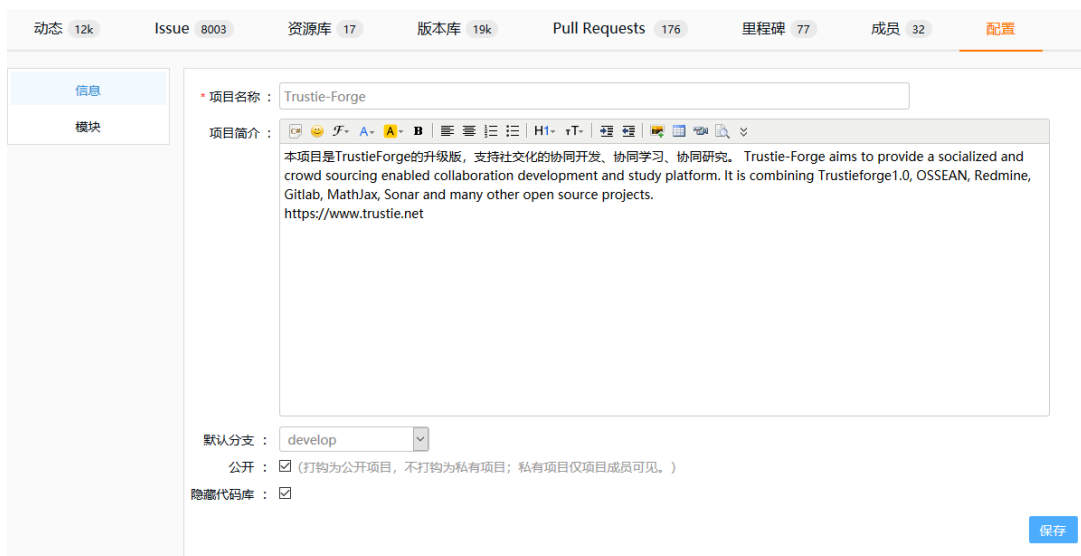 动态 12k Issue 8003 资源库 17 版本库 19k Pull Requests 176 里程碑 77 成员 32 配置
信息
模块
* 项目名称 : Trustie-Forge
项目简介 :
C# F A A B H1 тT
本项目是TrustieForge的升级版，支持社交化的协同开发、协同学习、协同研究。 Trustie-Forge aims to provide a socialized and
crowd sourcing enabled collaboration development and study platform. It is combining Trustieforge1.0, OSSEAN, Redmine,
Gitlab, MathJax, Sonar and many other open source projects.
https://www.trustie.net
默认分支 : develop
公开 : (打钩为公开项目，不打钩为私有项目；私有项目仅项目成员可见。)
隐藏代码库 :
保存